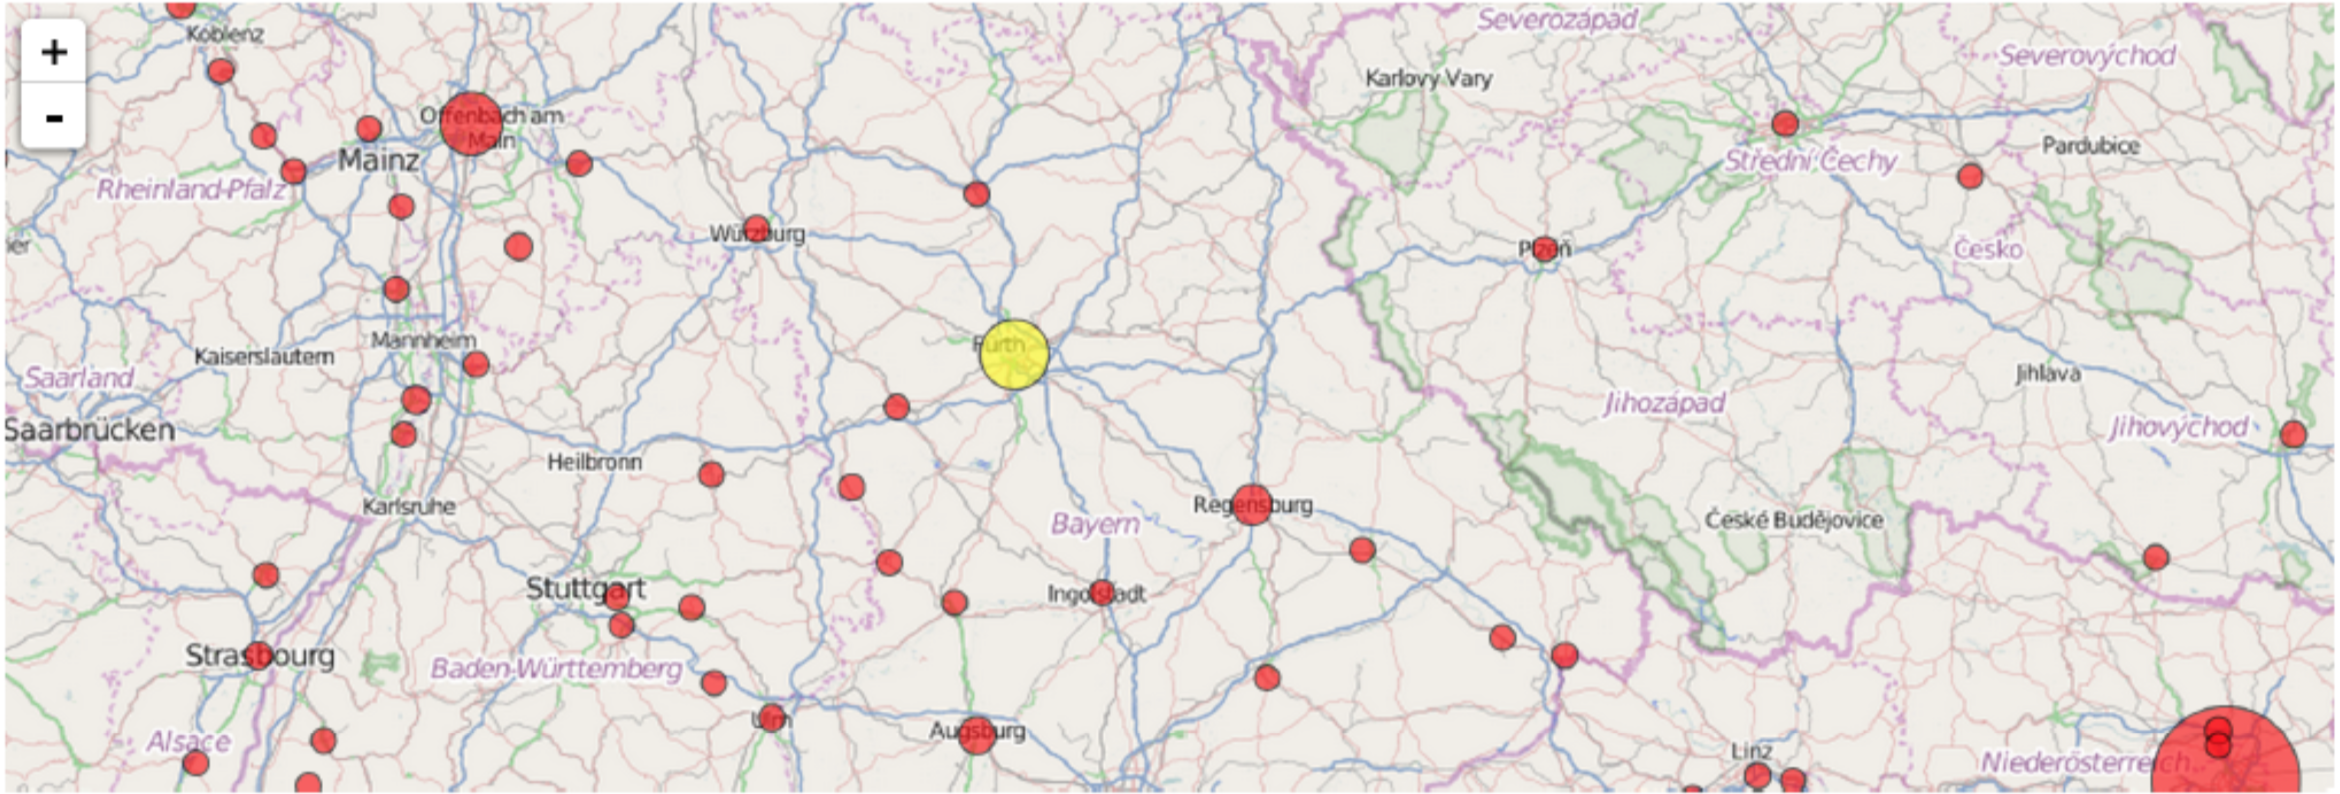 +
-
Koblenz
Severozápad
Severovýchod
Karlovy Vary
Offenbach am
Main
Mainz
Pardubice
Střední Čechy
Rheinland-Pfalz
Würzburg
Plzeň
Česko
Mannheim
Fürth
Kaiserslautern
Saarland
Jihlava
Jihozápad
Jihovýchod
Saarbrücken
Heilbronn
Karlsruhe
Regensburg
Bayern
České Budějovice
Stuttgart
Ingolstadt
Strasbourg
Baden-Württemberg
Ulm
Augsburg
Alsace
Linz
Niederösterreich...